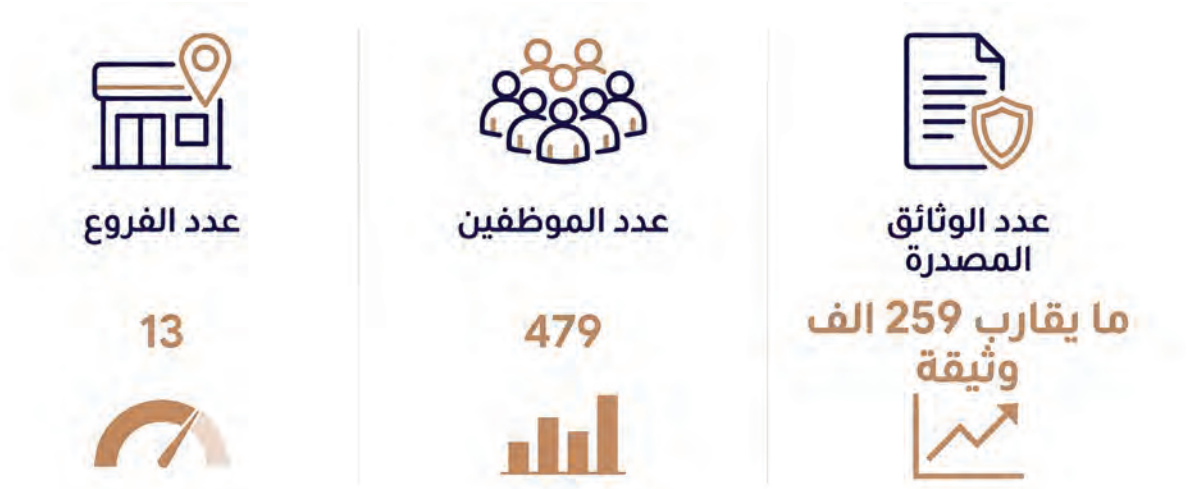 عدد الوثائق
المصدرة
ما يقارب 259 الف
وثيقة
عدد الموظفين
479
عدد الفروع
13